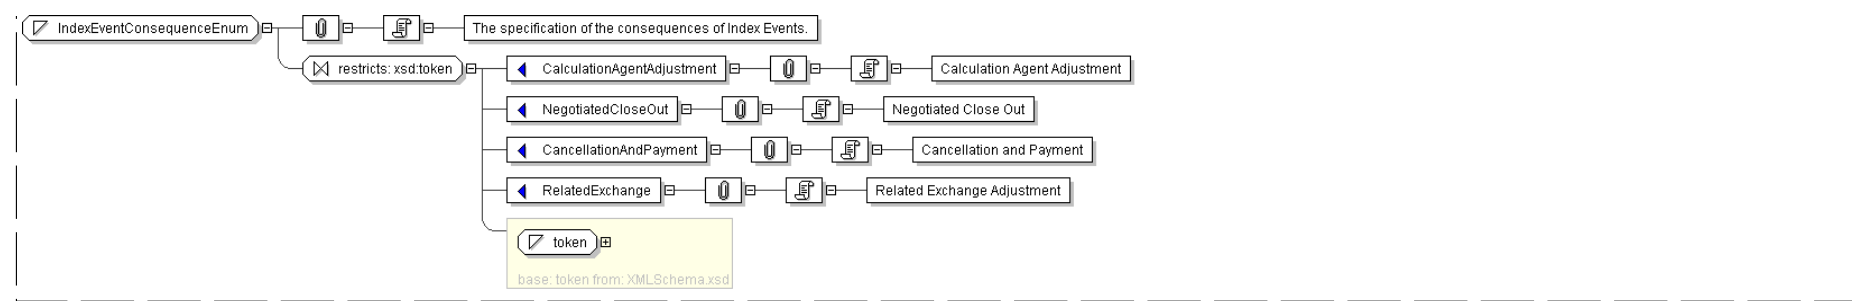 IndexEventConsequenceEnum The specification of the consequences of Index Events.
restricts: xsd:token CalculationAgentAdjustment Calculation Agent Adjustment
NegotiatedCloseOut Negotiated Close Out
CancellationAndPayment Cancellation and Payment
RelatedExchange Related Exchange Adjustment
token
base: token from: XMLSchema.xsd